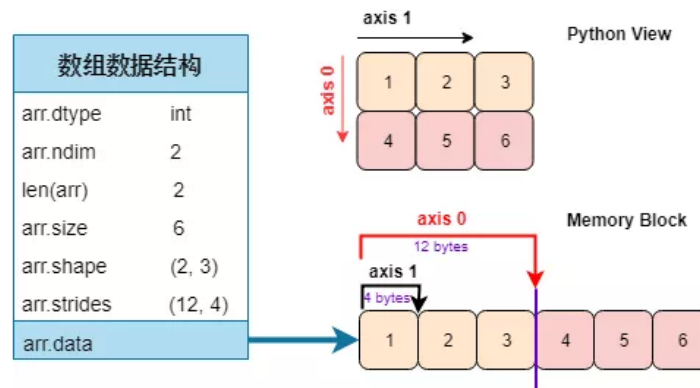 数组数据结构
arr.dtype int
arr.ndim 2
len(arr) 2
arr.size 6
arr.shape (2, 3)
arr.strides (12, 4)
arr.data
axis 1
Python View
axis 0
1 2 3
4 5 6
axis 0
Memory Block
12 bytes
axis 1
4 bytes
1 2 3 4 5 6